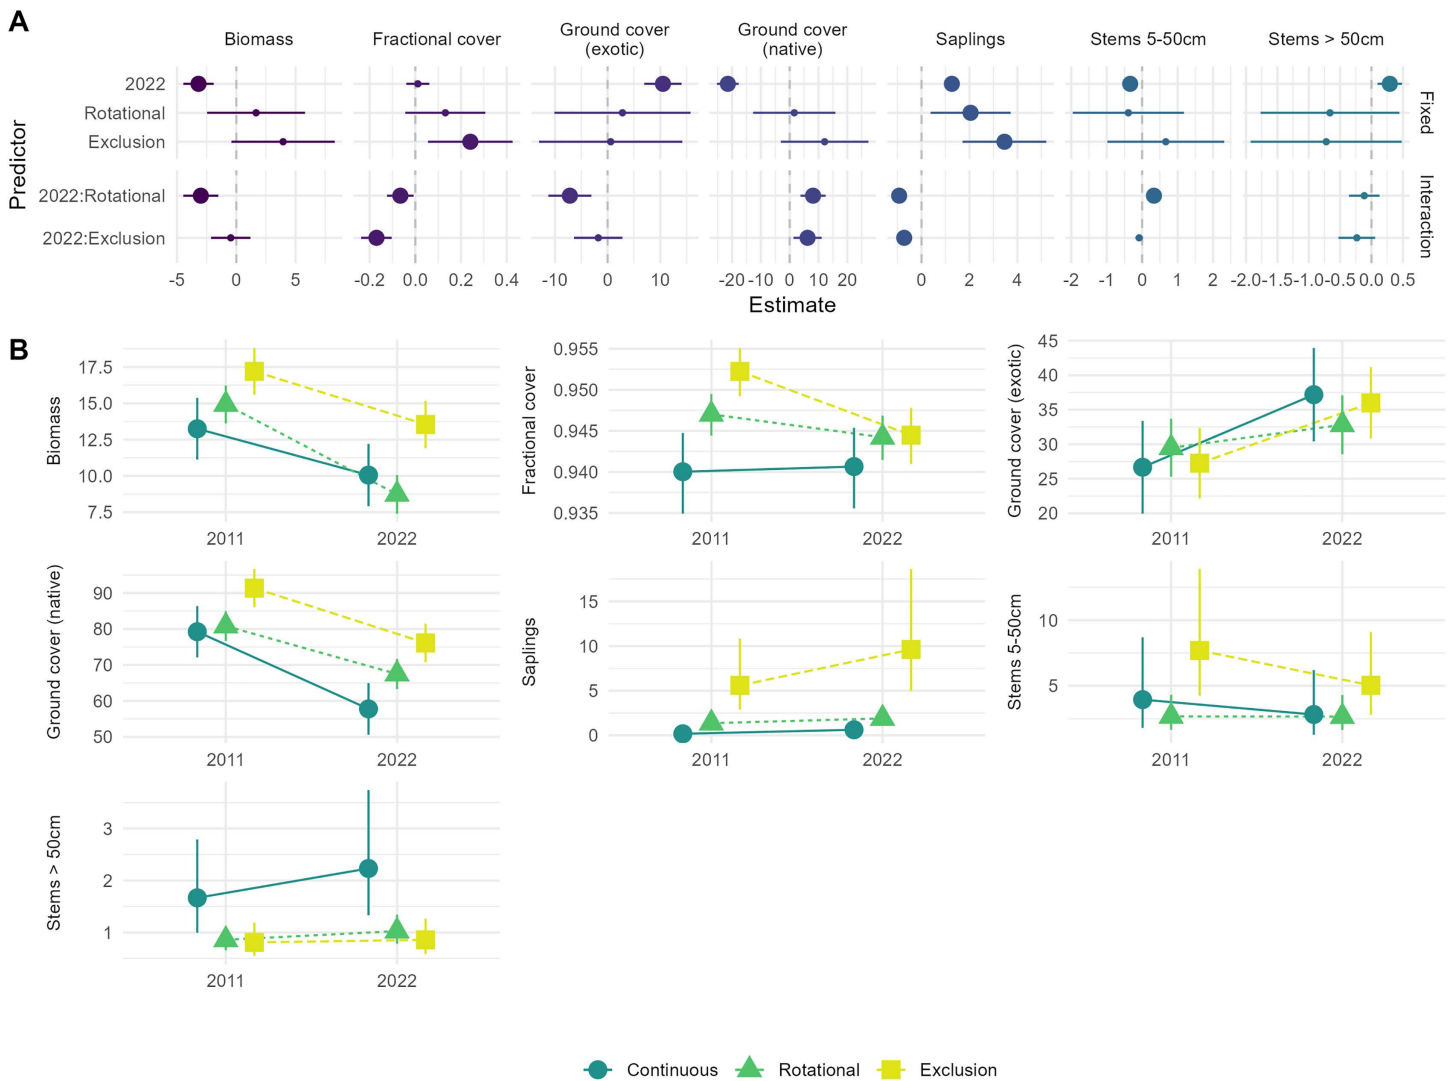 A
Biomass
Fractional cover
Ground cover
(exotic)
Ground cover
(native)
Saplings
Stems 5-50cm
Stems > 50cm
2022
Rotational
Exclusion
Fixed
2022:Rotational
2022:Exclusion
Interaction
Predictor
-5 0 5
-0.2 0.0 0.2 0.4
-10 0 10
-20 -10 0 10 20
0 2 4
-2 -1 0 1 2
-2.0 -1.5 -1.0 -0.5 0.0 0.5
Estimate
B
Biomass
17.5
15.0
12.5
10.0
7.5
2011 2022
Fractional cover
0.955
0.950
0.945
0.940
0.935
2011 2022
Ground cover (exotic)
45
40
35
30
25
20
2011 2022
Ground cover (native)
90
80
70
60
50
2011 2022
Saplings
15
10
5
0
2011 2022
Stems 5-50cm
10
5
2011 2022
Stems > 50cm
3
2
1
2011 2022
Continuous Rotational Exclusion